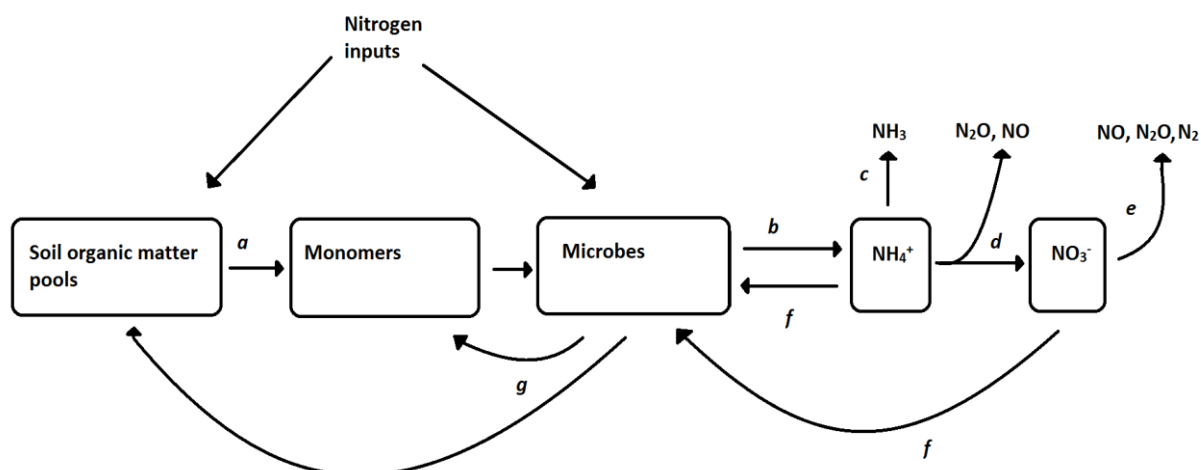 Nitrogen
inputs
NH₃
N₂O, NO
NO, N₂O, N₂
c
e
Soil organic matter
pools
a
Monomers
Microbes
b
NH₄⁺
d
NO₃⁻
f
g
f